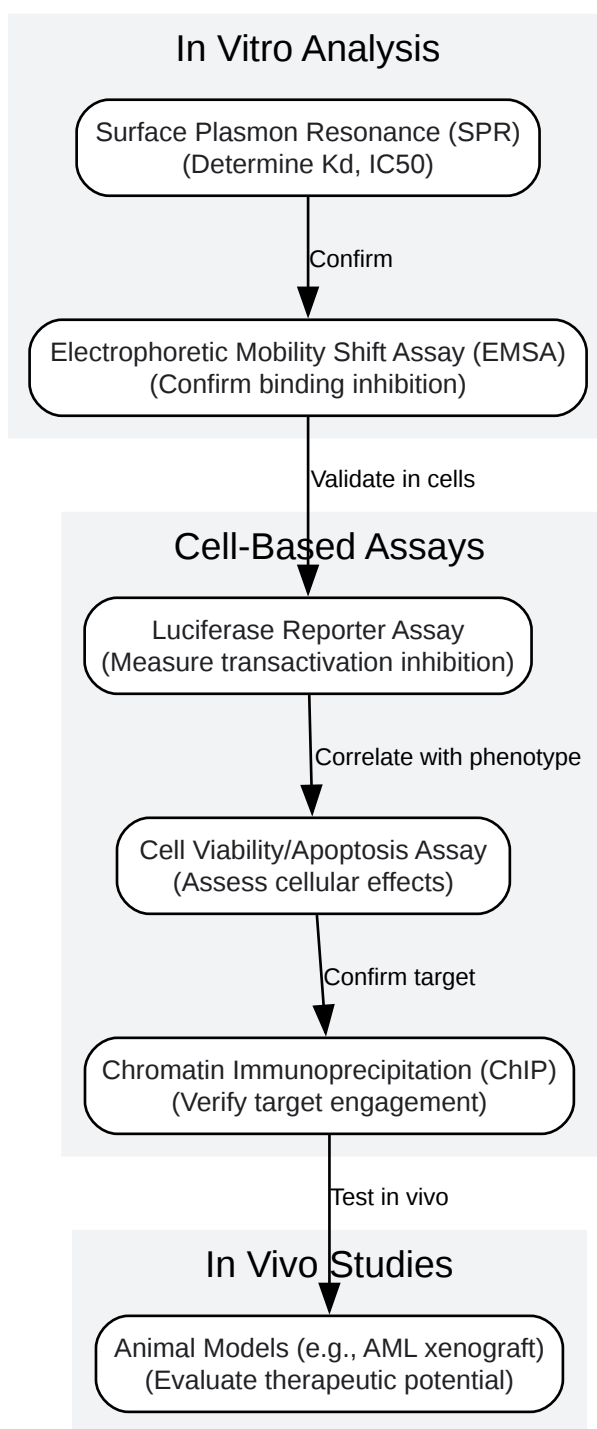 In Vitro Analysis
Surface Plasmon Resonance (SPR)
(Determine Kd, IC50)
Confirm
Electrophoretic Mobility Shift Assay (EMSA)
(Confirm binding inhibition)
Validate in cells
Cell-Based Assays
Luciferase Reporter Assay
(Measure transactivation inhibition)
Correlate with phenotype
Cell Viability/Apoptosis Assay
(Assess cellular effects)
Confirm target
Chromatin Immunoprecipitation (ChIP)
(Verify target engagement)
Test in vivo
In Vivo Studies
Animal Models (e.g., AML xenograft)
(Evaluate therapeutic potential)